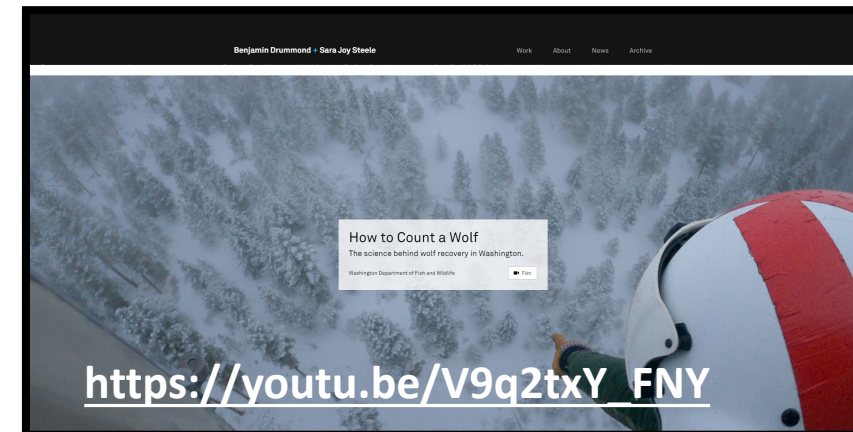 Benjamin Drummond + Sara Joy Steele
Work About News Archive
How to Count a Wolf
The science behind wolf recovery in Washington.
Washington Department of Fish and Wildlife
Film
https://youtu.be/V9q2txY_FNY